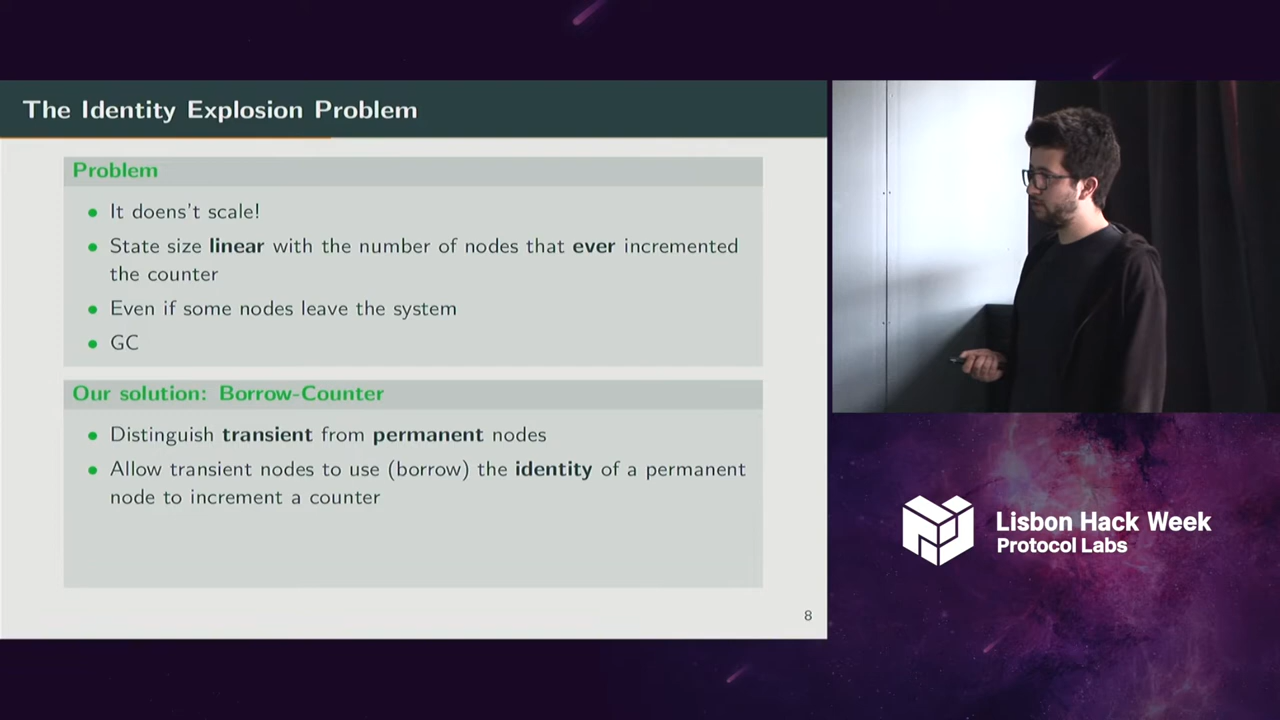 The Identity Explosion Problem
Problem
• It doens't scale!
• State size linear with the number of nodes that ever incremented
the counter
• Even if some nodes leave the system
• GC
Our solution: Borrow-Counter
• Distinguish transient from permanent nodes
• Allow transient nodes to use (borrow) the identity of a permanent
node to increment a counter
8
Lisbon Hack Week
Protocol Labs